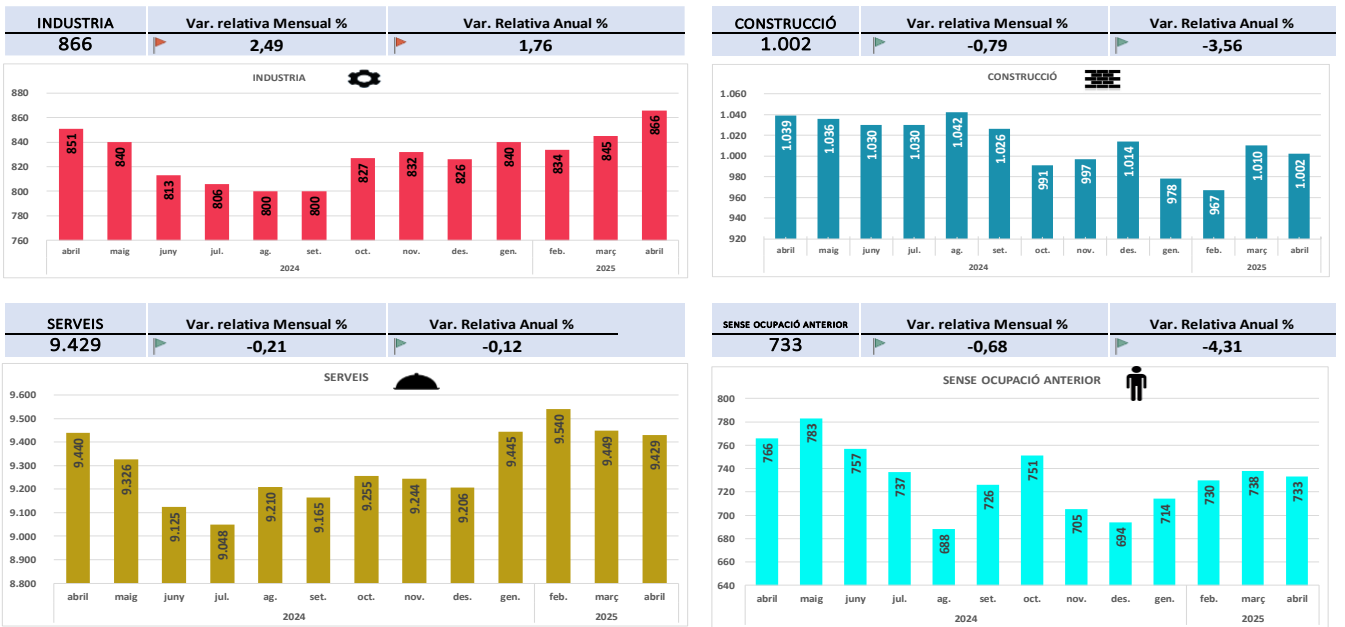 INDUSTRIA Var. relativa Mensual % Var. Relativa Anual %
866 2,49 1,76
INDUSTRIA
880
860
840
820
800
780
760
851 840 813 806 800 800 827 832 826 840 834 845 866
abril maig juny jul. ag. set. oct. nov. des. gen. feb. març abril
2024 2025
CONSTRUCCIÓ Var. relativa Mensual % Var. Relativa Anual %
1.002 -0,79 -3,56
CONSTRUCCIÓ
1.060
1.040
1.020
1.000
980
960
940
920
1.039 1.036 1.030 1.030 1.042 1.026 991 997 1.014 978 967 1.010 1.002
abril maig juny jul. ag. set. oct. nov. des. gen. feb. març abril
2024 2025
SERVEIS Var. relativa Mensual % Var. Relativa Anual %
9.429 -0,21 -0,12
SERVEIS
9.600
9.500
9.400
9.300
9.200
9.100
9.000
8.900
8.800
9.440 9.326 9.125 9.048 9.210 9.165 9.255 9.244 9.206 9.445 9.540 9.449 9.429
abril maig juny jul. ag. set. oct. nov. des. gen. feb. març abril
2024 2025
SENSE OCUPACIÓ ANTERIOR Var. relativa Mensual % Var. Relativa Anual %
733 -0,68 -4,31
SENSE OCUPACIÓ ANTERIOR
800
780
760
740
720
700
680
660
640
766 783 757 737 688 726 751 705 694 714 730 738 733
abril maig juny jul. ag. set. oct. nov. des. gen. feb. març abril
2024 2025